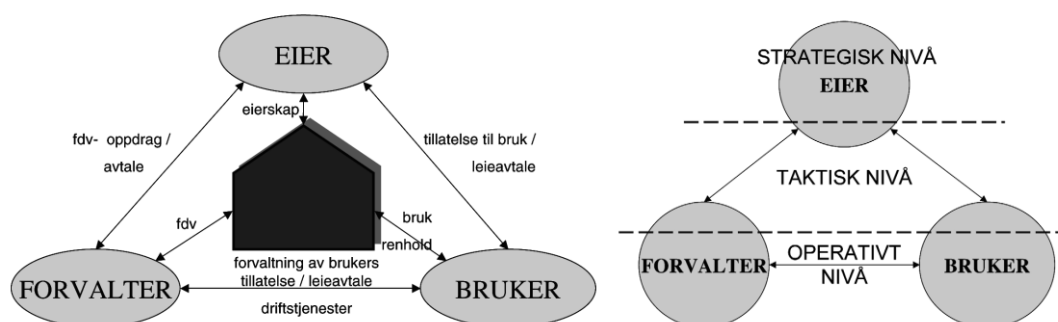 EIER
eierskap
fdv- oppdrag /
avtale
tillatelse til bruk /
leieavtale
fdv
bruk
renhold
FORVALTER
forvaltning av brukers
tillatelse / leieavtale
driftstjenester
BRUKER
STRATEGISK NIVÅ
EIER
TAKTISK NIVÅ
FORVALTER
OPERATIVT
NIVÅ
BRUKER